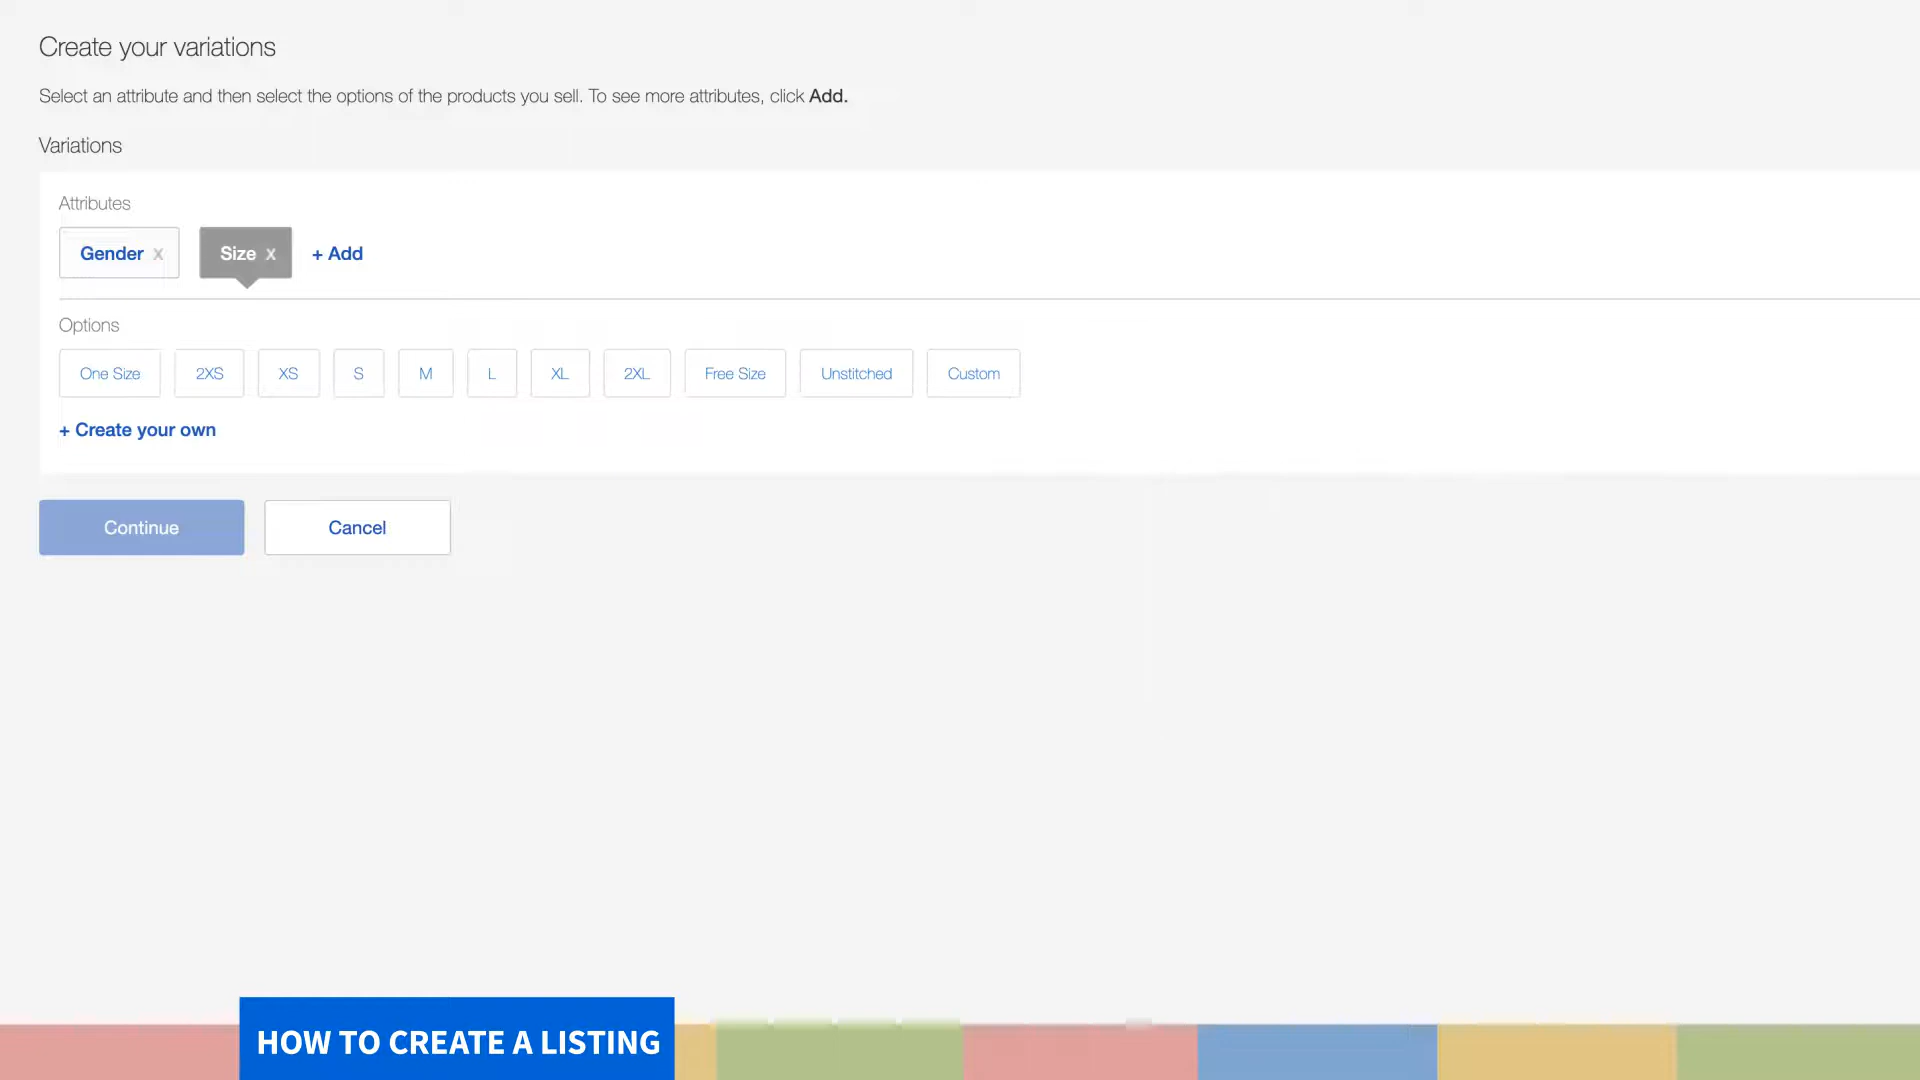 Create your variations
Select an attribute and then select the options of the products you sell. To see more attributes, click Add.
Variations
Attributes
Gender x Size x + Add
Options
One Size 2XS XS S M L XL 2XL Free Size Unstitched Custom
+ Create your own
Continue Cancel
HOW TO CREATE A LISTING